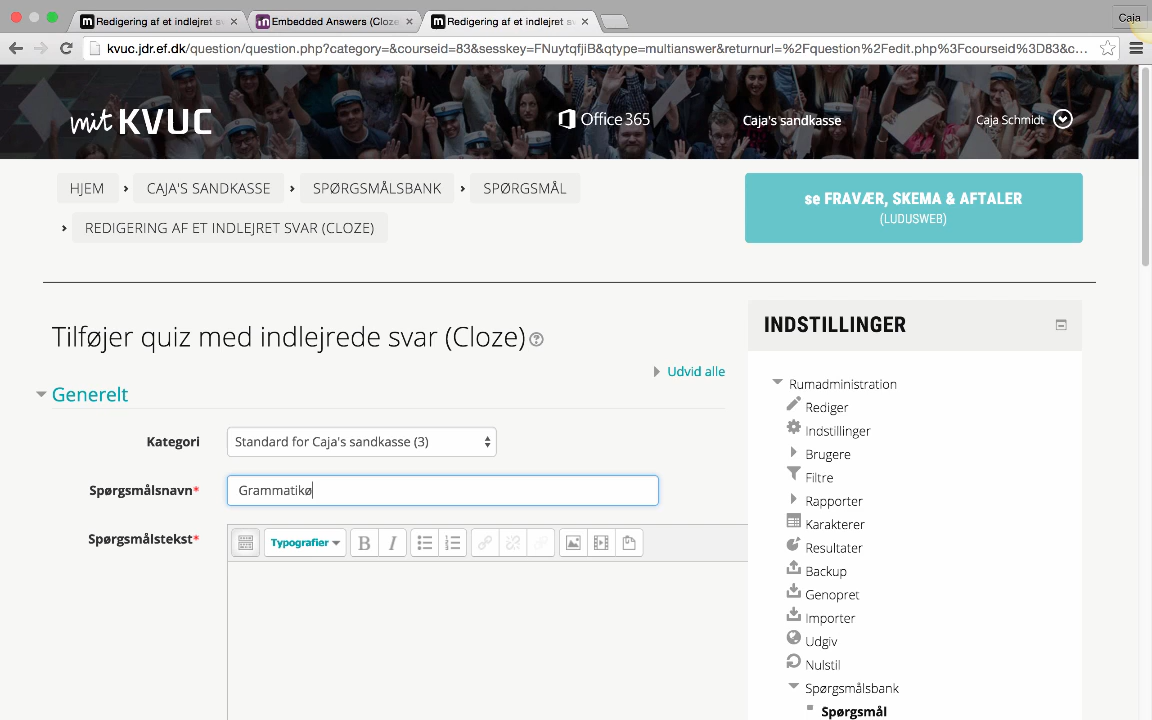 Redigering af et indlejret sv
Embedded Answers (Cloze
Redigering af et indlejret sv
Caja
kvuc.jdr.ef.dk/question/question.php?category=&courseid=83&sesskey=FNuytqfjiB&qtype=multianswer&returnurl=%2Fquestion%2Fedit.php%3Fcourseid%3D83&c...
mit KVUC
Office 365
Caja's sandkasse
Caja Schmidt
HJEM
CAJA'S SANDKASSE
SPØRGSMÅLSBANK
SPØRGSMÅL
REDIGERING AF ET INDLEJRET SVAR (CLOZE)
se FRAVÆR, SKEMA & AFTALER
(LUDUSWEB)
Tilføjer quiz med indlejrede svar (Cloze)
Udvid alle
Generelt
Kategori
Standard for Caja's sandkasse (3)
Spørgsmålsnavn*
Grammatikø
Spørgsmålstekst*
Typografier
B I
INDSTILLINGER
Rumadministration
Rediger
Indstillinger
Brugere
Filtre
Rapporter
Karakterer
Resultater
Backup
Genopret
Importer
Udgiv
Nulstil
Spørgsmålsbank
Spørgsmål